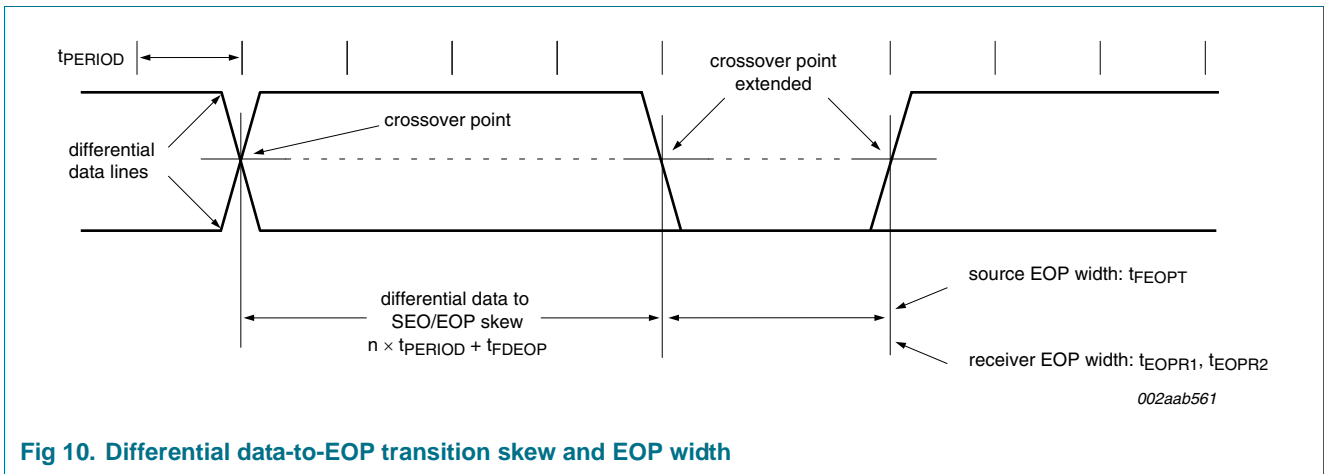 tPERIOD
crossover point
extended
crossover point
differential
data lines
differential data to
SEO/EOP skew
n × tPERIOD + tFDEOP
source EOP width: tFEOPT
receiver EOP width: tEOPR1, tEOPR2
002aab561
Fig 10. Differential data-to-EOP transition skew and EOP width